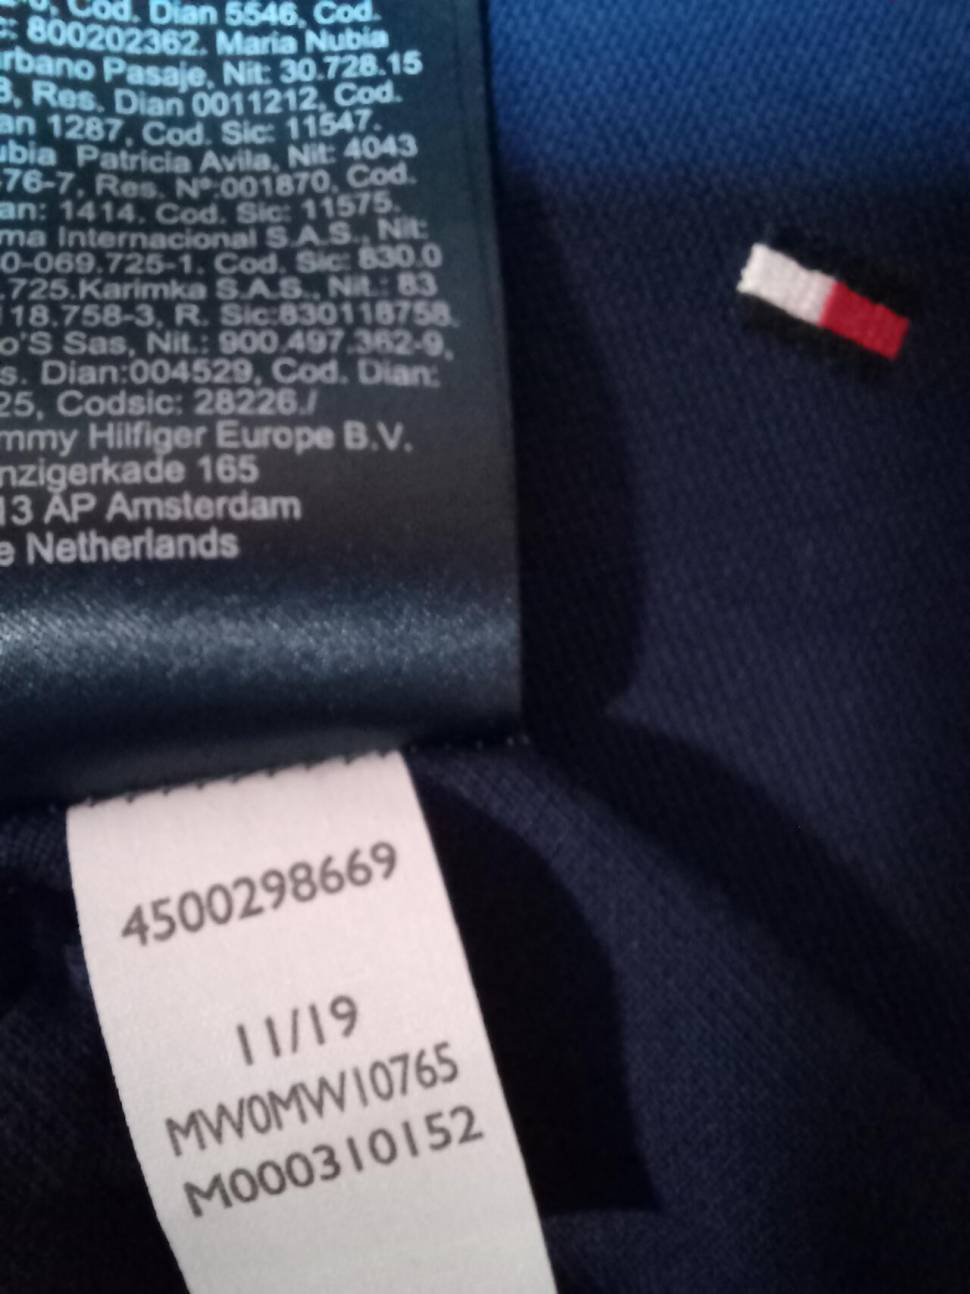 Cod. Dian 5546, Cod.
: 800202362. Maria Nubia
rbano Pasaje, Nit: 30.728.15
, Res. Dian 0011212, Cod.
an 1287, Cod. Sic: 11547.
ubia Patricia Avila, Nit: 4043
76-7, Res. Nº:001870, Cod.
an: 1414. Cod. Sic: 11575.
ma Internacional S.A.S., Nit:
0-069.725-1. Cod. Sic: 830.0
.725.Karimka S.A.S., Nit.: 83
118.758-3, R. Sic:830118758.
o'S Sas, Nit.: 900.497.362-9,
s. Dian:004529, Cod. Dian:
25, Codsic: 28226./
mmy Hilfiger Europe B.V.
nzigerkade 165
13 AP Amsterdam
e Netherlands
4500298669
11/19
MW0MW10765
M000310152